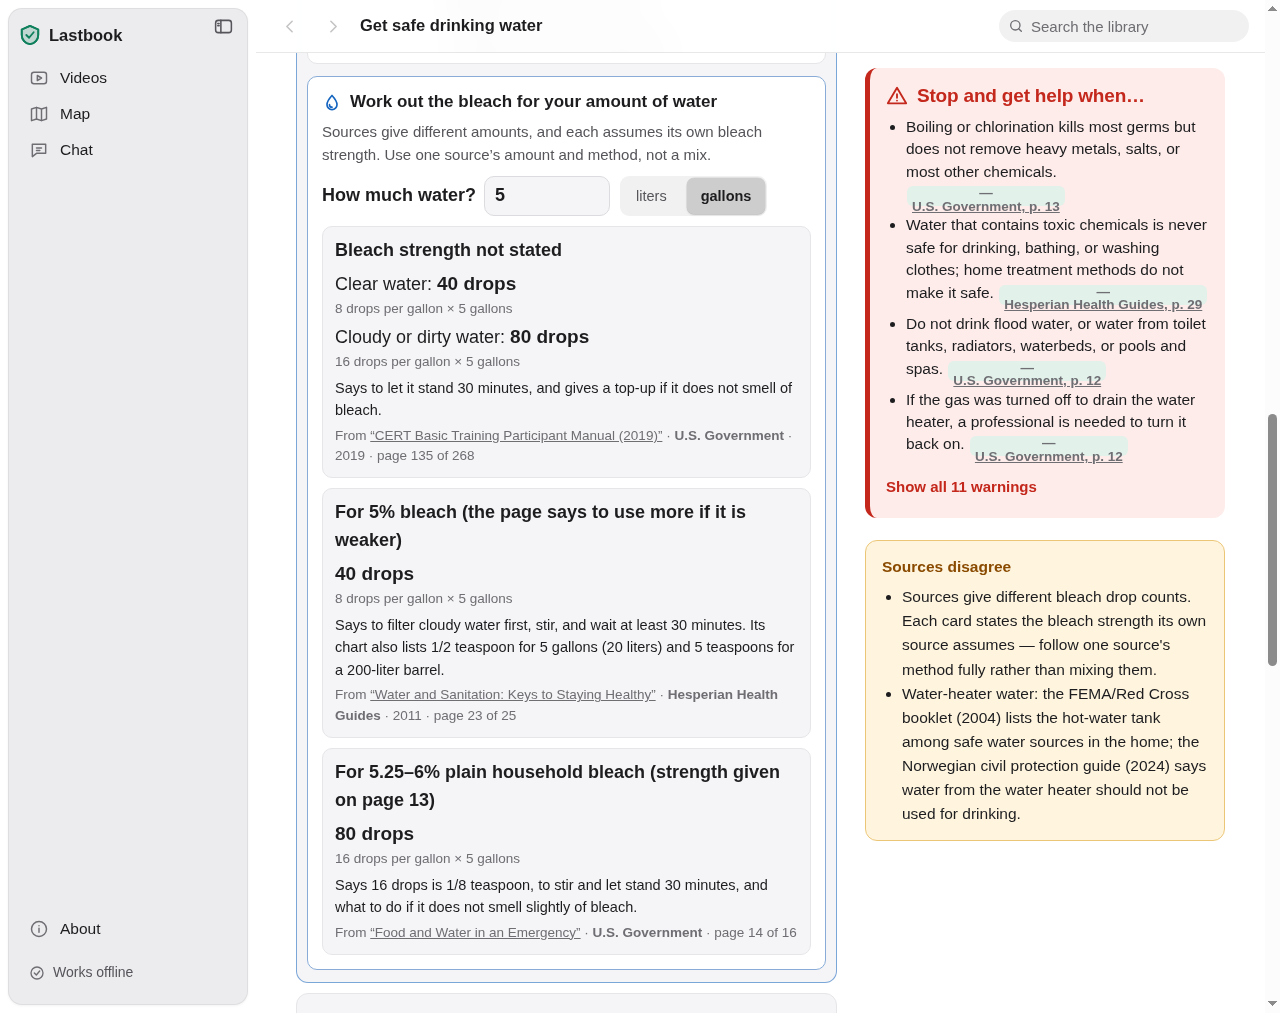 Lastbook
Videos
Map
Chat
About
Works offline
Get safe drinking water
Search the library
Work out the bleach for your amount of water
Sources give different amounts, and each assumes its own bleach
strength. Use one source's amount and method, not a mix.
How much water? 5 liters gallons
Bleach strength not stated
Clear water: 40 drops
8 drops per gallon × 5 gallons
Cloudy or dirty water: 80 drops
16 drops per gallon × 5 gallons
Says to let it stand 30 minutes, and gives a top-up if it does not smell of
bleach.
From “CERT Basic Training Participant Manual (2019)” · U.S. Government ·
2019 · page 135 of 268
For 5% bleach (the page says to use more if it is
weaker)
40 drops
8 drops per gallon × 5 gallons
Says to filter cloudy water first, stir, and wait at least 30 minutes. Its
chart also lists 1/2 teaspoon for 5 gallons (20 liters) and 5 teaspoons for
a 200-liter barrel.
From “Water and Sanitation: Keys to Staying Healthy” · Hesperian Health
Guides · 2011 · page 23 of 25
For 5.25–6% plain household bleach (strength given
on page 13)
80 drops
16 drops per gallon × 5 gallons
Says 16 drops is 1/8 teaspoon, to stir and let stand 30 minutes, and
what to do if it does not smell slightly of bleach.
From “Food and Water in an Emergency” · U.S. Government · page 14 of 16
Stop and get help when…
• Boiling or chlorination kills most germs but
does not remove heavy metals, salts, or
most other chemicals.
—
U.S. Government, p. 13
• Water that contains toxic chemicals is never
safe for drinking, bathing, or washing
clothes; home treatment methods do not
make it safe. —
Hesperian Health Guides, p. 29
• Do not drink flood water, or water from toilet
tanks, radiators, waterbeds, or pools and
spas. —
U.S. Government, p. 12
• If the gas was turned off to drain the water
heater, a professional is needed to turn it
back on. —
U.S. Government, p. 12
Show all 11 warnings
Sources disagree
• Sources give different bleach drop counts.
Each card states the bleach strength its own
source assumes — follow one source's
method fully rather than mixing them.
• Water-heater water: the FEMA/Red Cross
booklet (2004) lists the hot-water tank
among safe water sources in the home; the
Norwegian civil protection guide (2024) says
water from the water heater should not be
used for drinking.